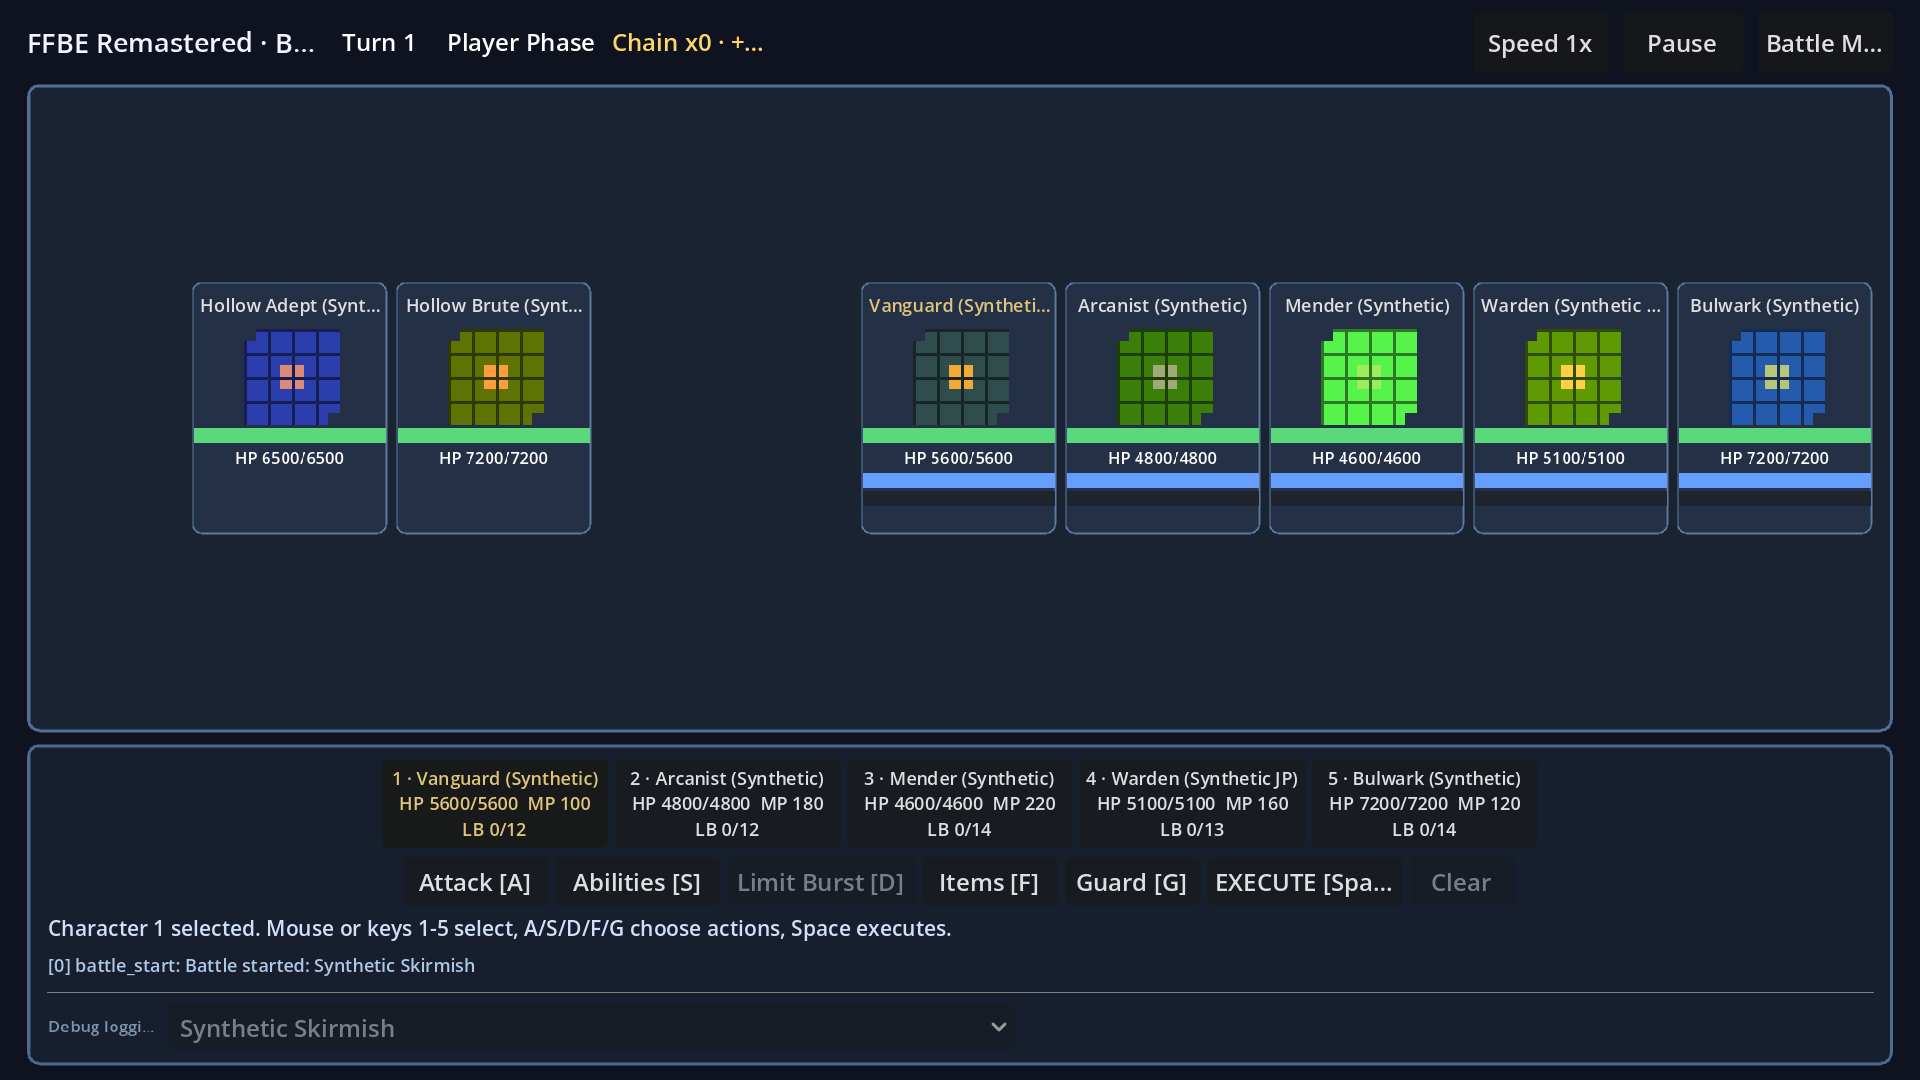 FFBE Remastered · B...
Turn 1
Player Phase
Chain x0 · +...
Speed 1x
Pause
Battle M...
Hollow Adept (Synt...
HP 6500/6500
Hollow Brute (Synt...
HP 7200/7200
Vanguard (Syntheti...
HP 5600/5600
Arcanist (Synthetic)
HP 4800/4800
Mender (Synthetic)
HP 4600/4600
Warden (Synthetic ...
HP 5100/5100
Bulwark (Synthetic)
HP 7200/7200
1 · Vanguard (Synthetic)
HP 5600/5600 MP 100
LB 0/12
2 · Arcanist (Synthetic)
HP 4800/4800 MP 180
LB 0/12
3 · Mender (Synthetic)
HP 4600/4600 MP 220
LB 0/14
4 · Warden (Synthetic JP)
HP 5100/5100 MP 160
LB 0/13
5 · Bulwark (Synthetic)
HP 7200/7200 MP 120
LB 0/14
Attack [A]
Abilities [S]
Limit Burst [D]
Items [F]
Guard [G]
EXECUTE [Spa...
Clear
Character 1 selected. Mouse or keys 1-5 select, A/S/D/F/G choose actions, Space executes.
[0] battle_start: Battle started: Synthetic Skirmish
Debug loggi...
Synthetic Skirmish